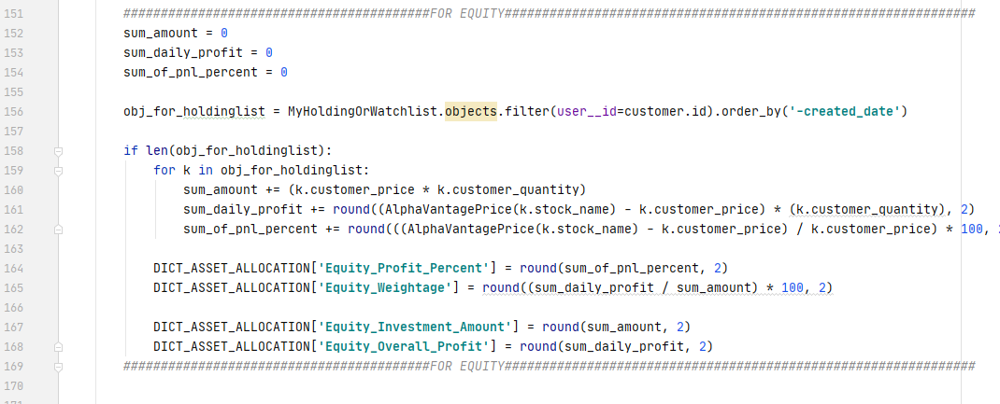 151 #########################################FOR EQUITY###############################################################
152 sum_amount = 0
153 sum_daily_profit = 0
154 sum_of_pnl_percent = 0
155
156 obj_for_holdinglist = MyHoldingOrWatchlist.objects.filter(user__id=customer.id).order_by('-created_date')
157
158 if len(obj_for_holdinglist):
159 for k in obj_for_holdinglist:
160 sum_amount += (k.customer_price * k.customer_quantity)
161 sum_daily_profit += round((AlphaVantagePrice(k.stock_name) - k.customer_price) * (k.customer_quantity), 2)
162 sum_of_pnl_percent += round(((AlphaVantagePrice(k.stock_name) - k.customer_price) / k.customer_price) * 100,
163
164 DICT_ASSET_ALLOCATION['Equity_Profit_Percent'] = round(sum_of_pnl_percent, 2)
165 DICT_ASSET_ALLOCATION['Equity_Weightage'] = round((sum_daily_profit / sum_amount) * 100, 2)
166
167 DICT_ASSET_ALLOCATION['Equity_Investment_Amount'] = round(sum_amount, 2)
168 DICT_ASSET_ALLOCATION['Equity_Overall_Profit'] = round(sum_daily_profit, 2)
169 #########################################FOR EQUITY###############################################################
170